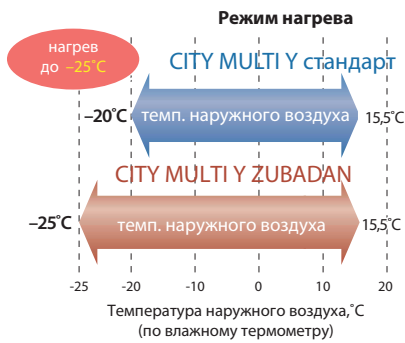 Режим нагрева
нагрев
до –25˚C
CITY MULTI Y стандарт
–20˚C
темп. наружного воздуха
15,5˚C
CITY MULTI Y ZUBADAN
–25˚C
темп. наружного воздуха
15,5˚C
-25 -20 -10 0 10 20
Температура наружного воздуха,˚C
(по влажному термометру)